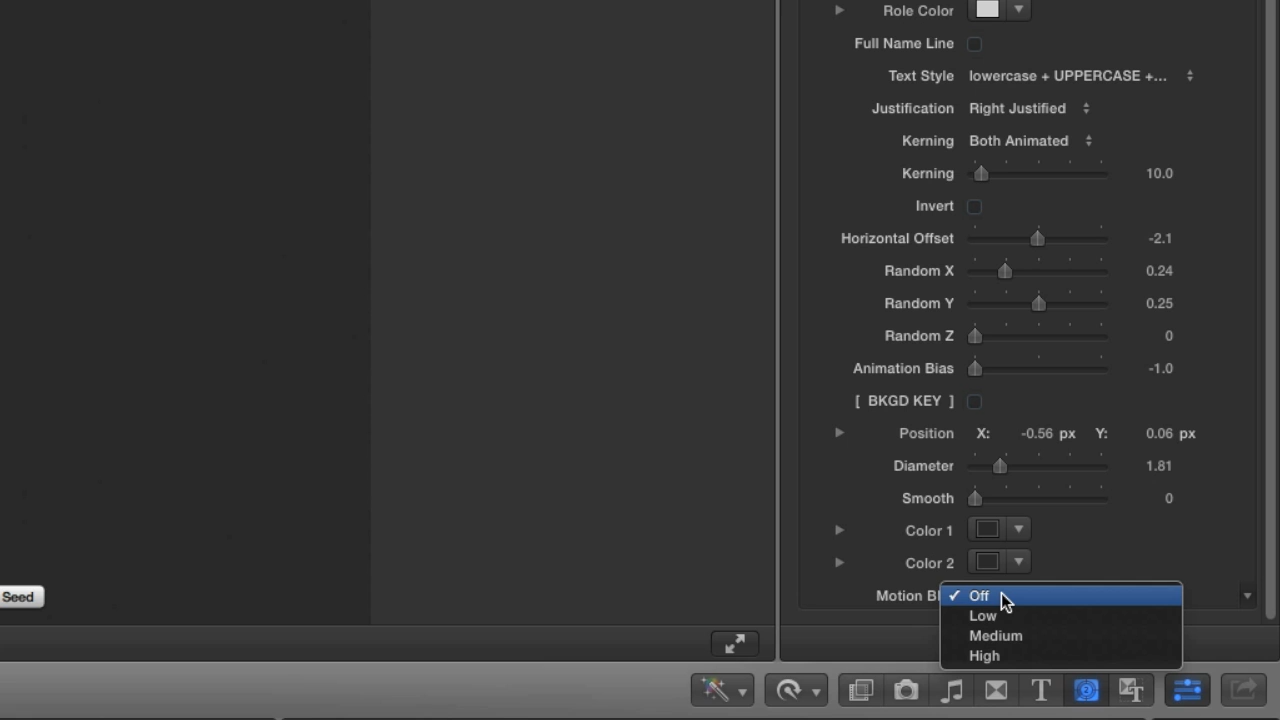 Role Color
Full Name Line
Text Style lowercase + UPPERCASE +...
Justification Right Justified
Kerning Both Animated
Kerning 10.0
Invert
Horizontal Offset -2.1
Random X 0.24
Random Y 0.25
Random Z 0
Animation Bias -1.0
[ BKGD KEY ]
Position X: -0.56 px Y: 0.06 px
Diameter 1.81
Smooth 0
Color 1
Color 2
Seed
Motion Bl
✓ Off
Low
Medium
High
T
T